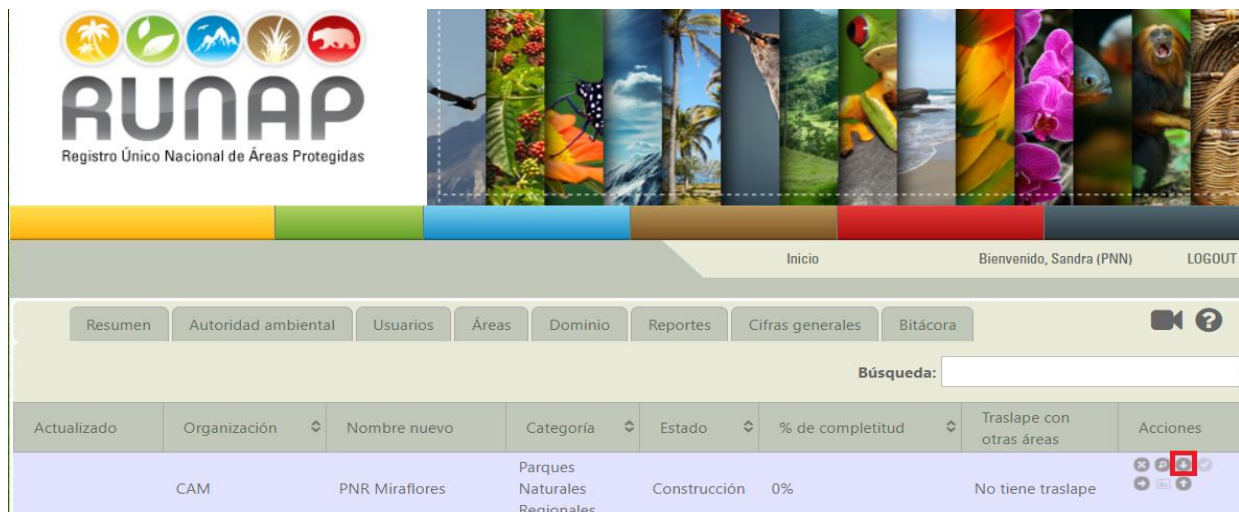 RUNAP
Registro Único Nacional de Áreas Protegidas
Inicio Bienvenido, Sandra (PNN) LOGOUT
Resumen Autoridad ambiental Usuarios Áreas Dominio Reportes Cifras generales Bitácora
Búsqueda:
Actualizado Organización Nombre nuevo Categoría Estado % de completitud Traslape con otras áreas Acciones
CAM PNR Miraflores Parques Naturales Regionales Construcción 0% No tiene traslape